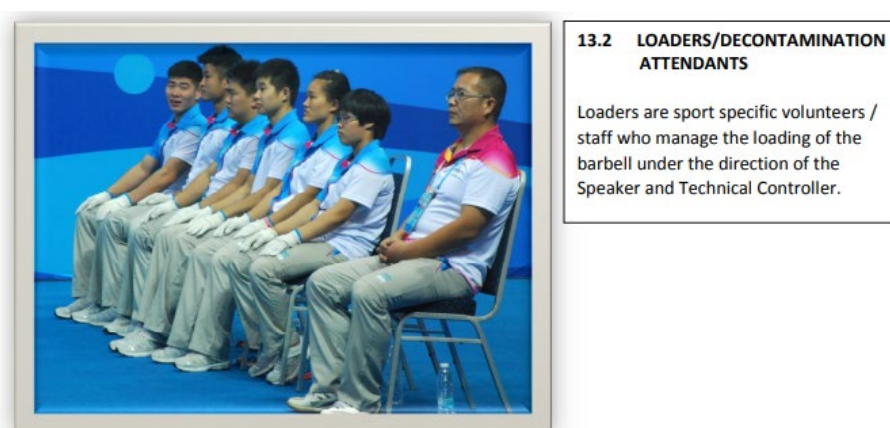 13.2 LOADERS/DECONTAMINATION
ATTENDANTS
Loaders are sport specific volunteers /
staff who manage the loading of the
barbell under the direction of the
Speaker and Technical Controller.